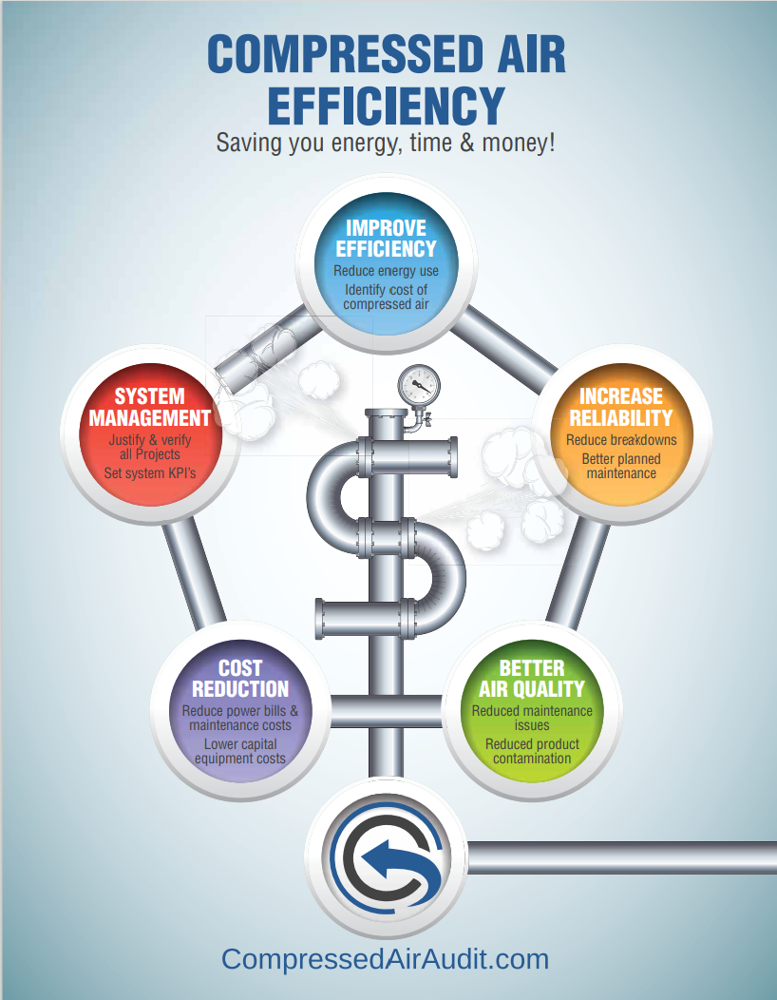 COMPRESSED AIR
EFFICIENCY
Saving you energy, time & money!
IMPROVE
EFFICIENCY
Reduce energy use
Identify cost of
compressed air
SYSTEM
MANAGEMENT
Justify & verify
all Projects
Set system KPI's
INCREASE
RELIABILITY
Reduce breakdowns
Better planned
maintenance
COST
REDUCTION
Reduce power bills &
maintenance costs
Lower capital
equipment costs
BETTER
AIR QUALITY
Reduced maintenance
issues
Reduced product
contamination
CompressedAirAudit.com